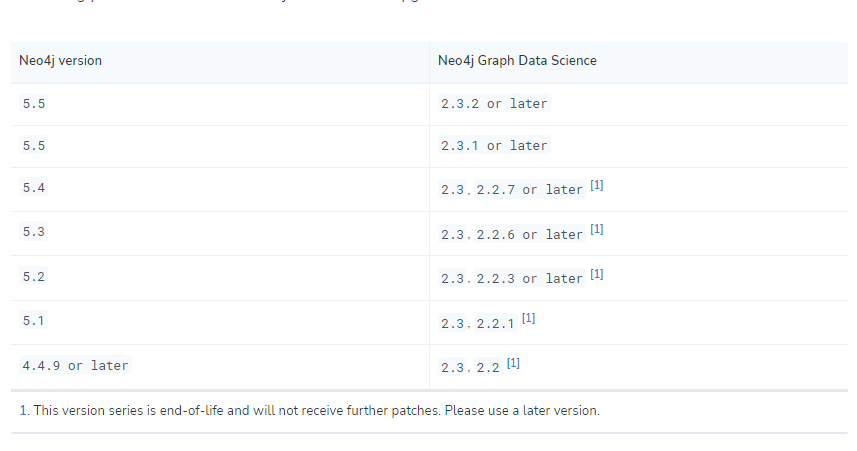 Neo4j version Neo4j Graph Data Science
5.5 2.3.2 or later
5.5 2.3.1 or later
5.4 2.3, 2.2.7 or later [1]
5.3 2.3, 2.2.6 or later [1]
5.2 2.3, 2.2.3 or later [1]
5.1 2.3, 2.2.1 [1]
4.4.9 or later 2.3, 2.2 [1]
1. This version series is end-of-life and will not receive further patches. Please use a later version.